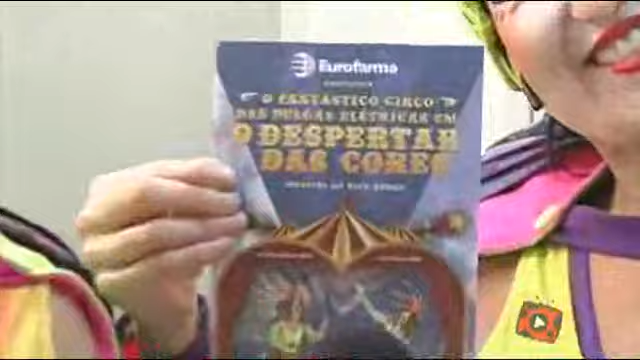 Eurofarma
O FANTÁSTICO CIRCO
DAS PULGAS ELÉTRICAS EM
O DESPERTAR
DAS CORES